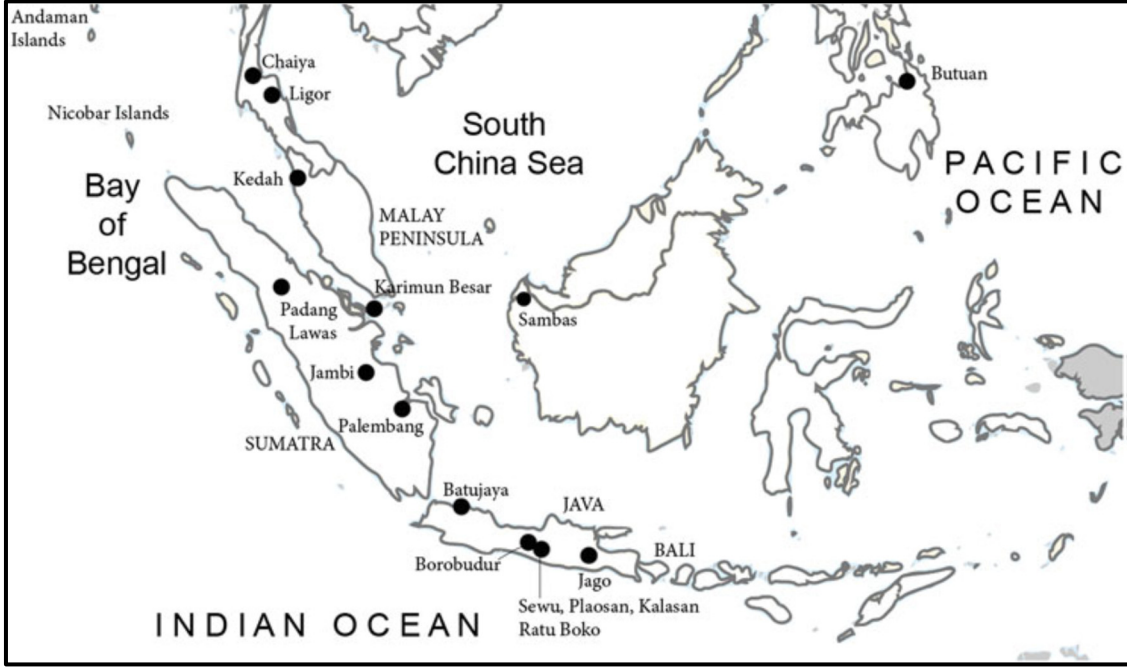 Andaman
Islands
Chaiya
Ligor
Butuan
Nicobar Islands
South
China Sea
PACIFIC
OCEAN
Kedah
Bay
of
Bengal
MALAY
PENINSULA
Karimun Besar
Padang
Lawas
Sambas
Jambi
Palembang
SUMATRA
Batujaya
JAVA
Borobudur
BALI
Jago
Sewu, Plaosan, Kalasan
Ratu Boko
INDIAN OCEAN